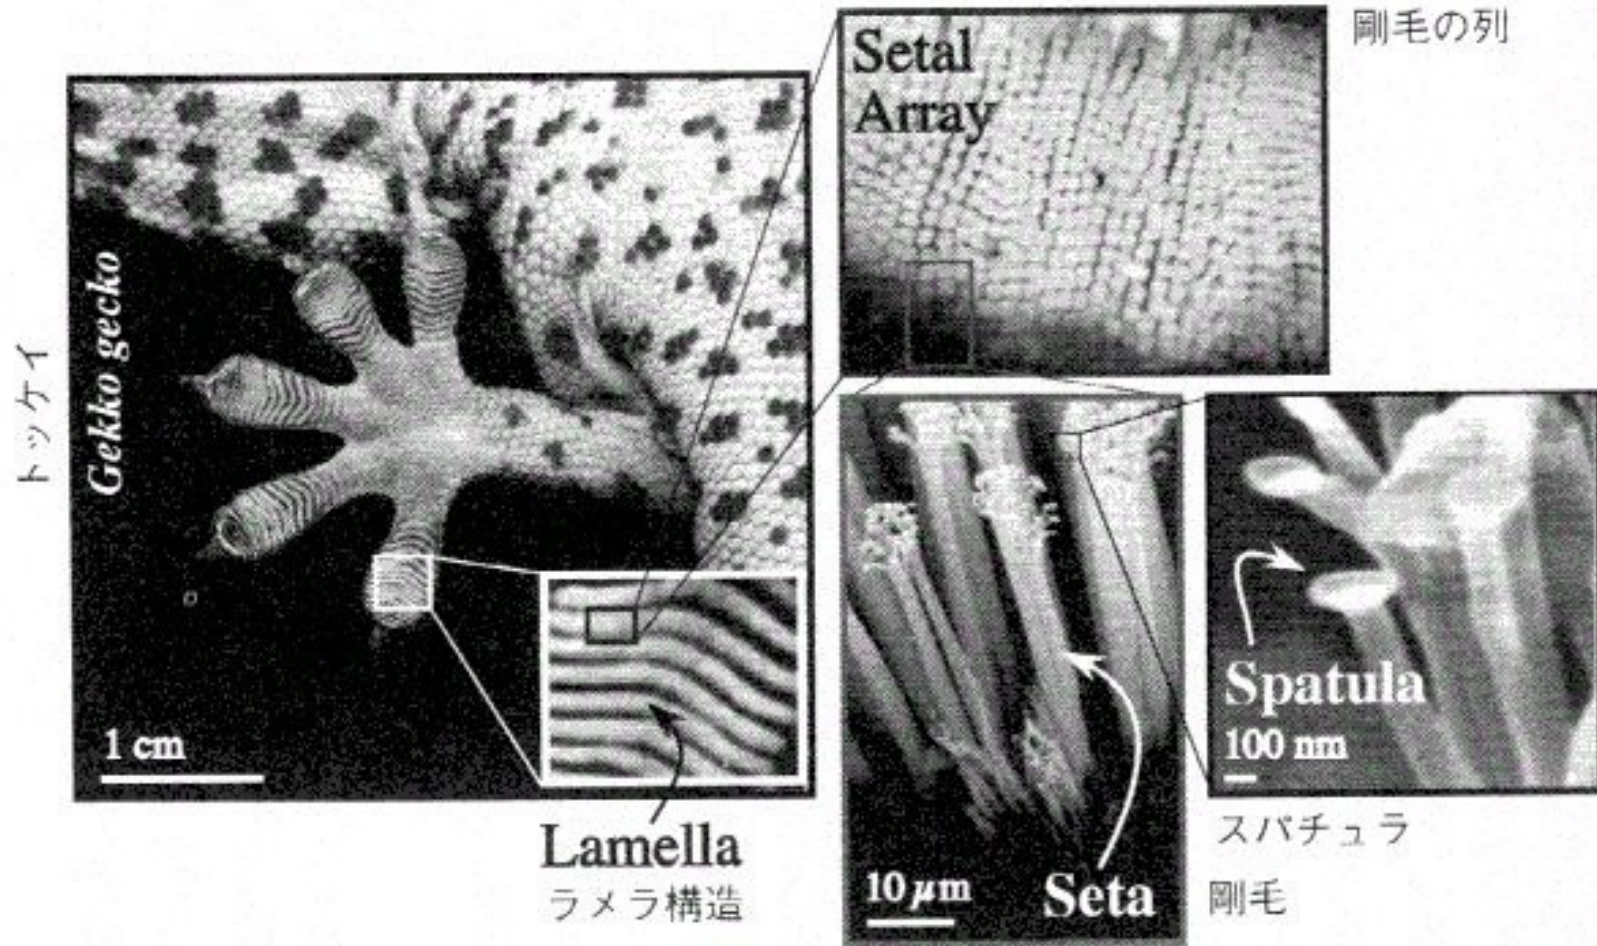 トッケイ
Gekko gecko
1 cm
Lamella
ラメラ構造
Setal
Array
剛毛の列
10 μm
Seta
剛毛
Spatula
100 nm
スパチュラ